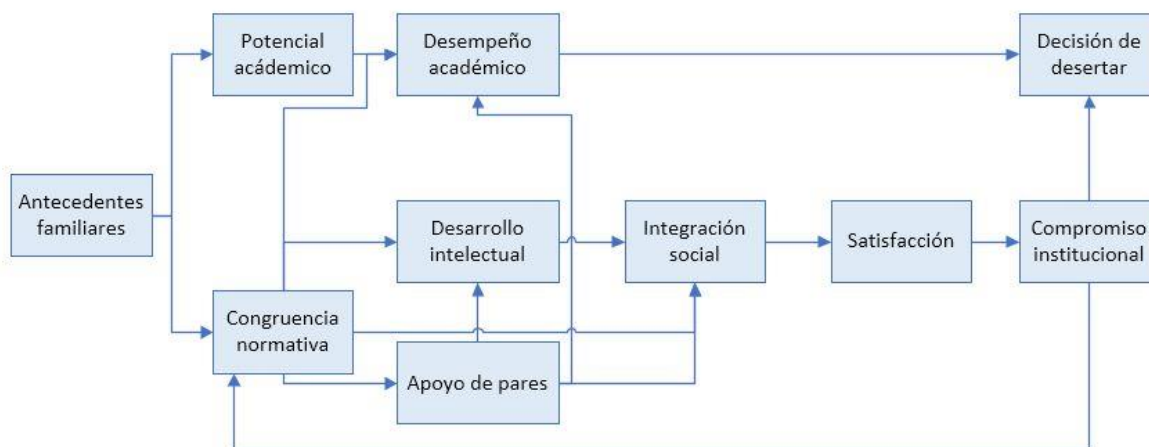 Potencial
acádemico
Desempeño
académico
Decisión de
desertar
Antecedentes
familiares
Desarrollo
intelectual
Integración
social
Satisfacción
Compromiso
institucional
Congruencia
normativa
Apoyo de pares